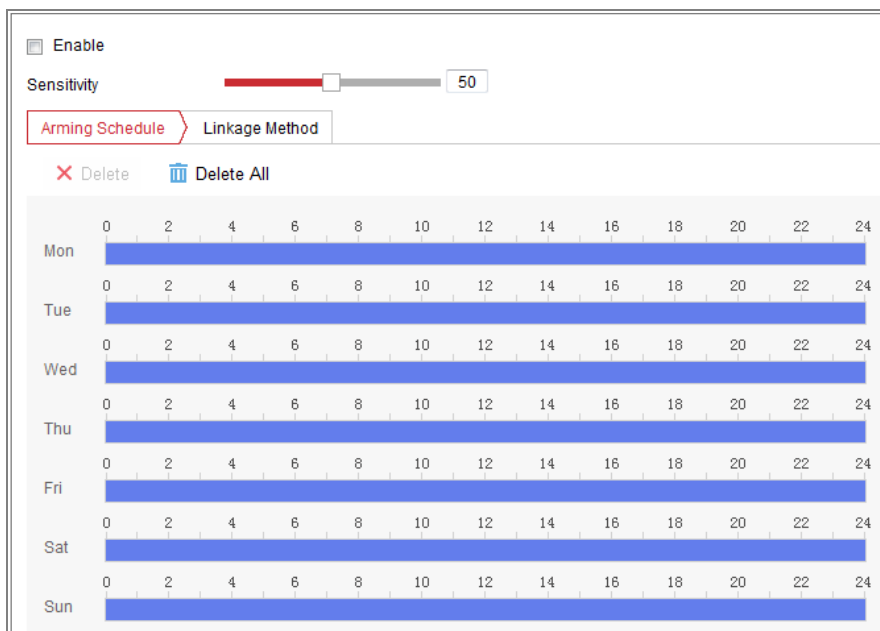 Enable
Sensitivity 50
Arming Schedule Linkage Method
Delete Delete All
0 2 4 6 8 10 12 14 16 18 20 22 24
Mon
0 2 4 6 8 10 12 14 16 18 20 22 24
Tue
0 2 4 6 8 10 12 14 16 18 20 22 24
Wed
0 2 4 6 8 10 12 14 16 18 20 22 24
Thu
0 2 4 6 8 10 12 14 16 18 20 22 24
Fri
0 2 4 6 8 10 12 14 16 18 20 22 24
Sat
0 2 4 6 8 10 12 14 16 18 20 22 24
Sun